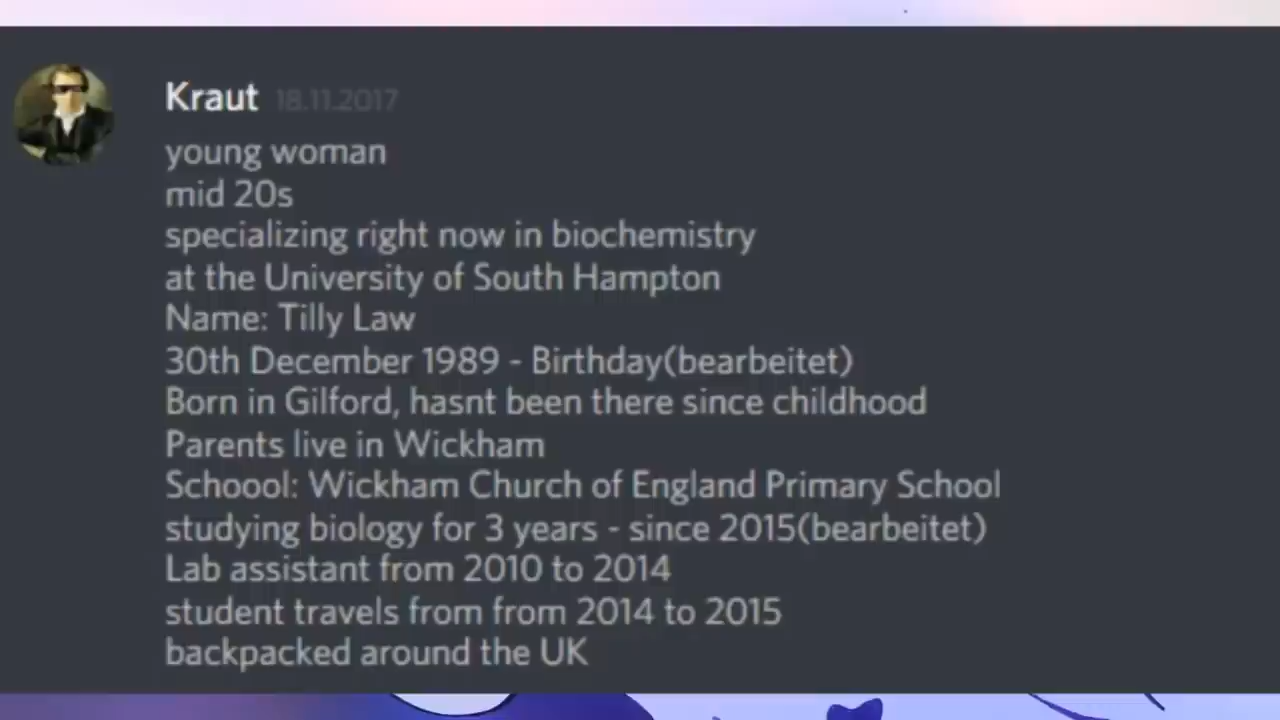 Kraut 18.11.2017
young woman
mid 20s
specializing right now in biochemistry
at the University of South Hampton
Name: Tilly Law
30th December 1989 - Birthday(bearbeitet)
Born in Gilford, hasnt been there since childhood
Parents live in Wickham
Schoool: Wickham Church of England Primary School
studying biology for 3 years - since 2015(bearbeitet)
Lab assistant from 2010 to 2014
student travels from from 2014 to 2015
backpacked around the UK